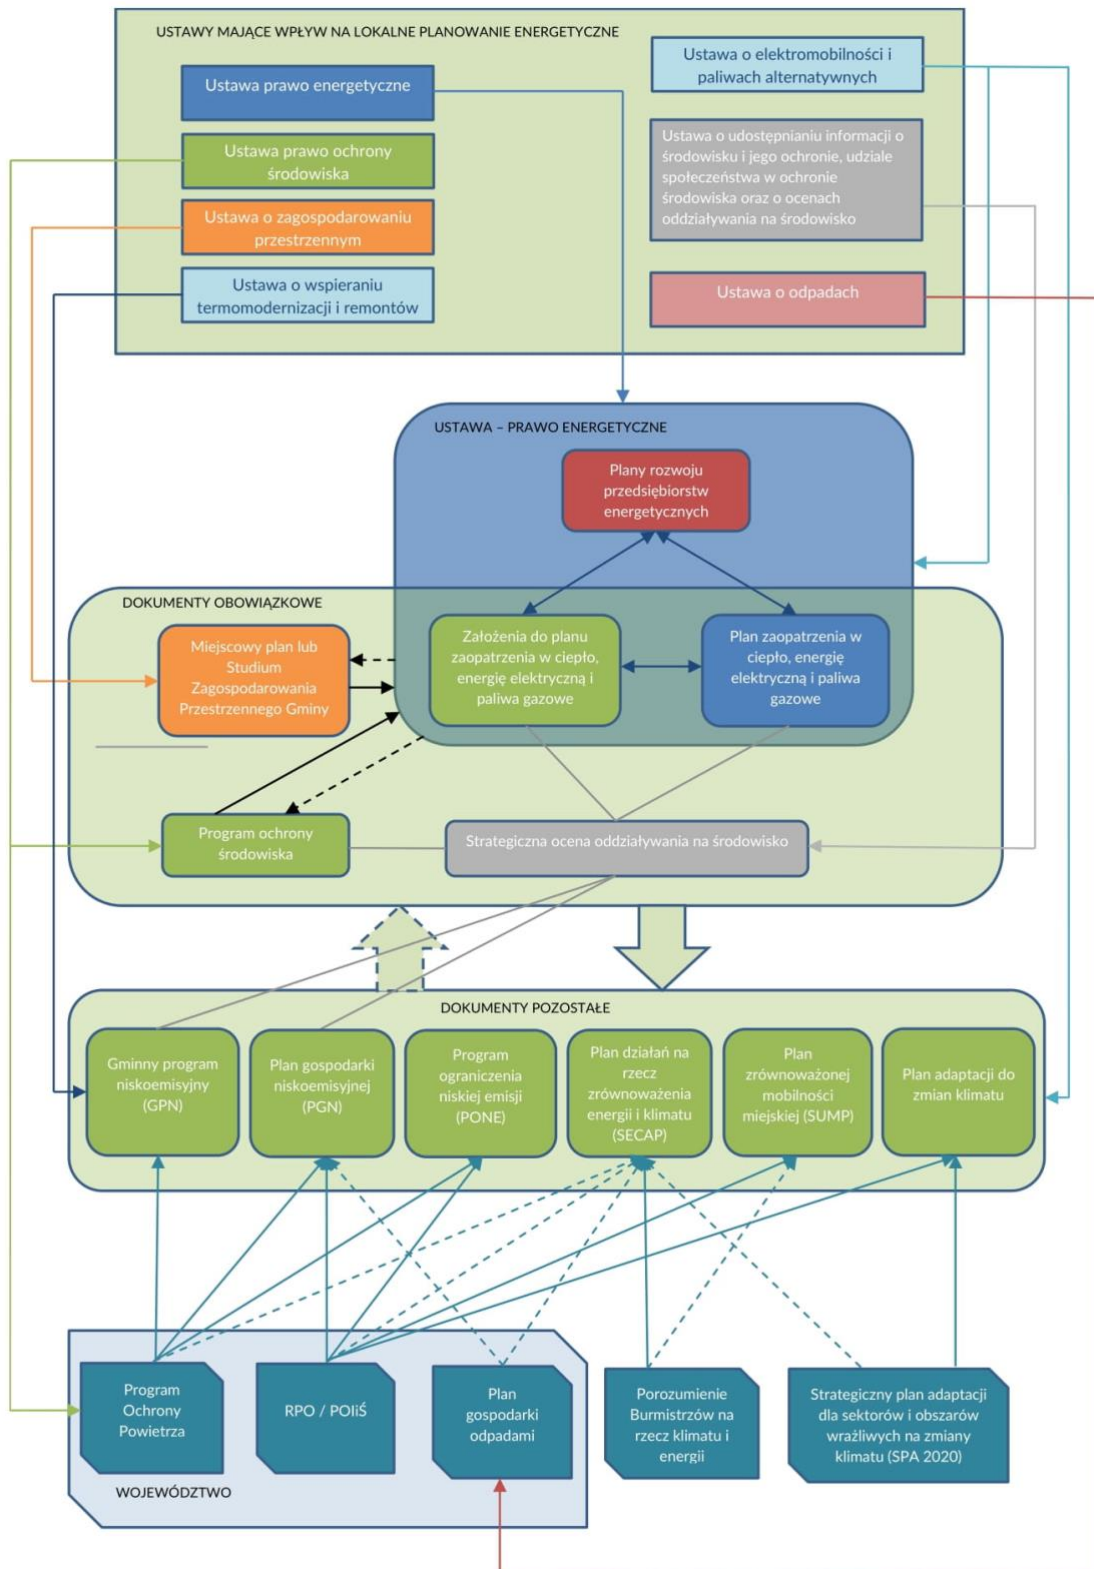 USTAWY MAJĄCE WPŁYW NA LOKALNE PLANOWANIE ENERGETYCZNE
Ustawa prawo energetyczne
Ustawa prawo ochrony
środowiska
Ustawa o zagospodarowaniu
przestrzennym
Ustawa o wspieraniu
termomodernizacji i remontów
Ustawa o elektromobilności i
paliwach alternatywnych
Ustawa o udostępnianiu informacji o
środowisku i jego ochronie, udziale
społeczeństwa w ochronie
środowiska oraz o ocenach
oddziaływania na środowisko
Ustawa o odpadach
USTAWA – PRAWO ENERGETYCZNE
Plany rozwoju
przedsiębiorstw
energetycznych
DOKUMENTY OBOWIĄZKOWE
Miejscowy plan lub
Studium
Zagospodarowania
Przestrzennego Gminy
Założenia do planu
zaopatrzenia w ciepło,
energię elektryczną i
paliwa gazowe
Plan zaopatrzenia w
ciepło, energię
elektryczną i paliwa
gazowe
Program ochrony
środowiska
Strategiczna ocena oddziaływania na środowisko
DOKUMENTY POZOSTAŁE
Gminny program
niskoemisyjny
(GPN)
Plan gospodarki
niskoemisyjnej
(PGN)
Program
ograniczenia
niskiej emisji
(PONE)
Plan działań na
rzecz
zrównoważenia
energii i klimatu
(SECAP)
Plan
zrównoważonej
mobilności
miejskiej (SUMP)
Plan adaptacji do
zmian klimatu
Program
Ochrony
Powietrza
RPO / POIiŚ
Plan
gospodarki
odpadami
Porozumienie
Burmistrzów na
rzecz klimatu i
energii
Strategiczny plan adaptacji
dla sektorów i obszarów
wrażliwych na zmiany
klimatu (SPA 2020)
WOJEWÓDZTWO